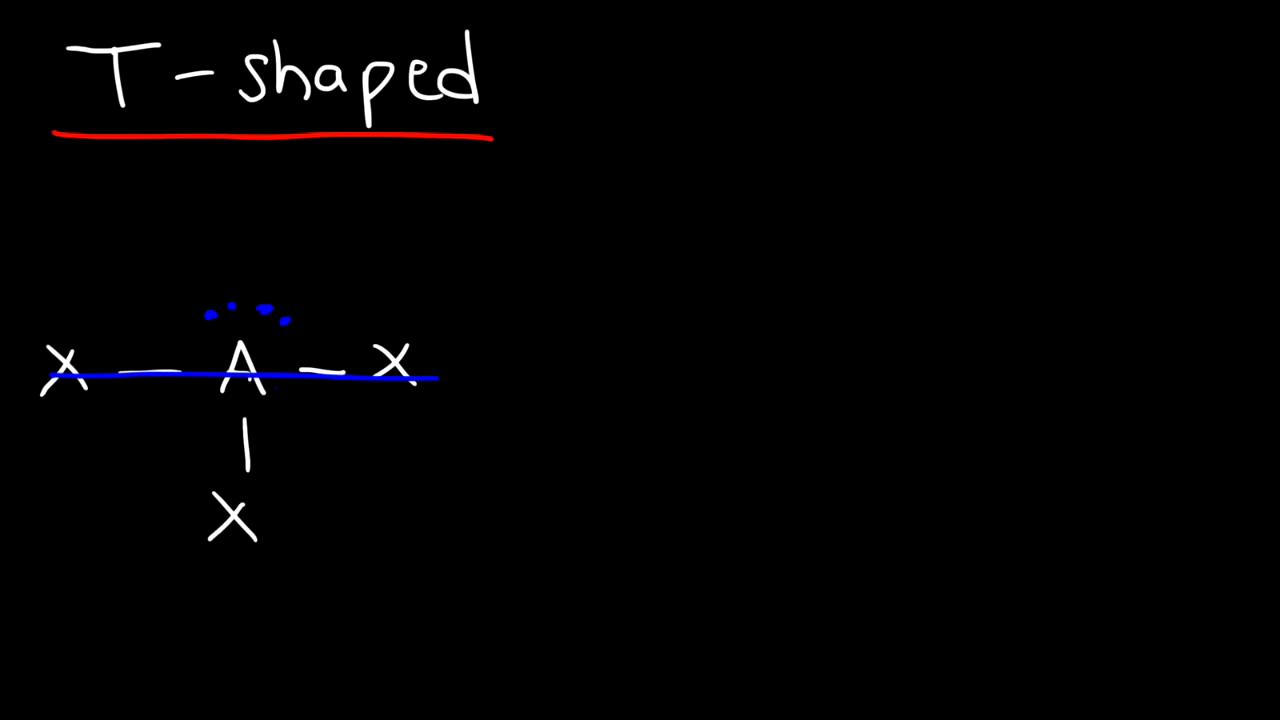 T-shaped
X — A — X
|
X